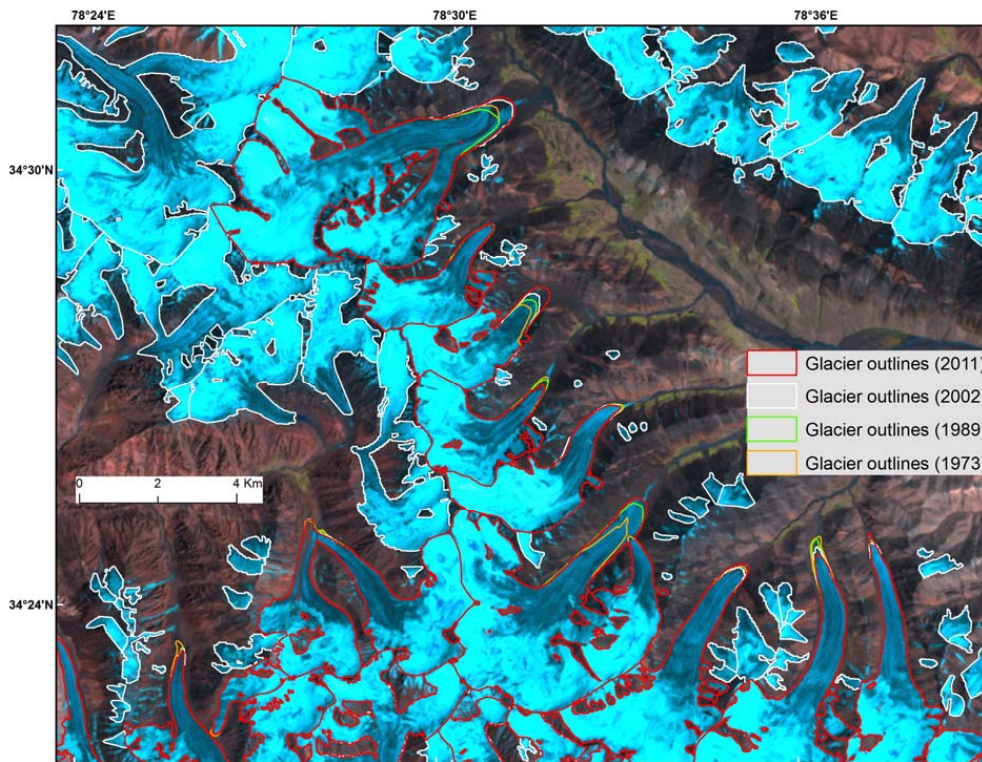 78°24'E 78°30'E 78°36'E
34°30'N
Glacier outlines (2011)
Glacier outlines (2002)
Glacier outlines (1989)
Glacier outlines (1973
0 2 4 Km
34°24'N